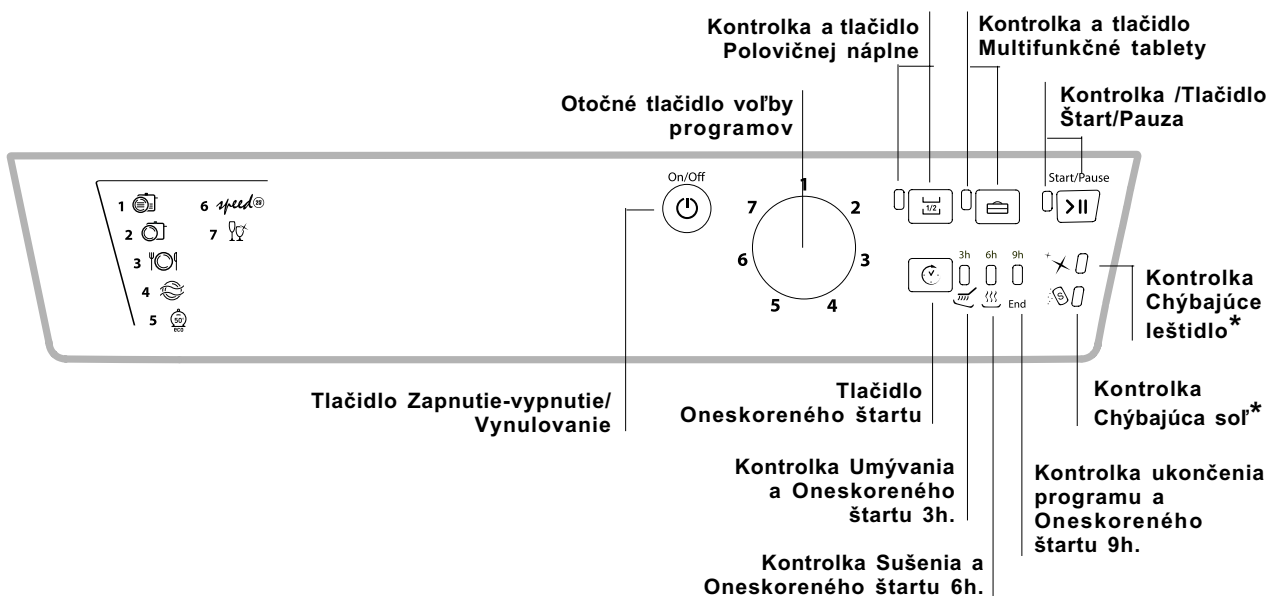 Kontrolka a tlačidlo
Polovičnej náplne
Kontrolka a tlačidlo
Multifunkčné tablety
Otočné tlačidlo voľby
programov
Kontrolka /Tlačidlo
Štart/Pauza
On/Off
Start/Pause
1
2
3
4
5
6
7
1/2
1
2
3
4
5
50°
eco
6 speed
7
3h 6h 9h
End
S
Kontrolka
Chýbajúce
leštidlo*
Tlačidlo Zapnutie-vypnutie/
Vynulovanie
Tlačidlo
Oneskoreného štartu
Kontrolka
Chýbajúca soľ*
Kontrolka Umývania
a Oneskoreného
štartu 3h.
Kontrolka ukončenia
programu a
Oneskoreného
štartu 9h.
Kontrolka Sušenia a
Oneskoreného štartu 6h.